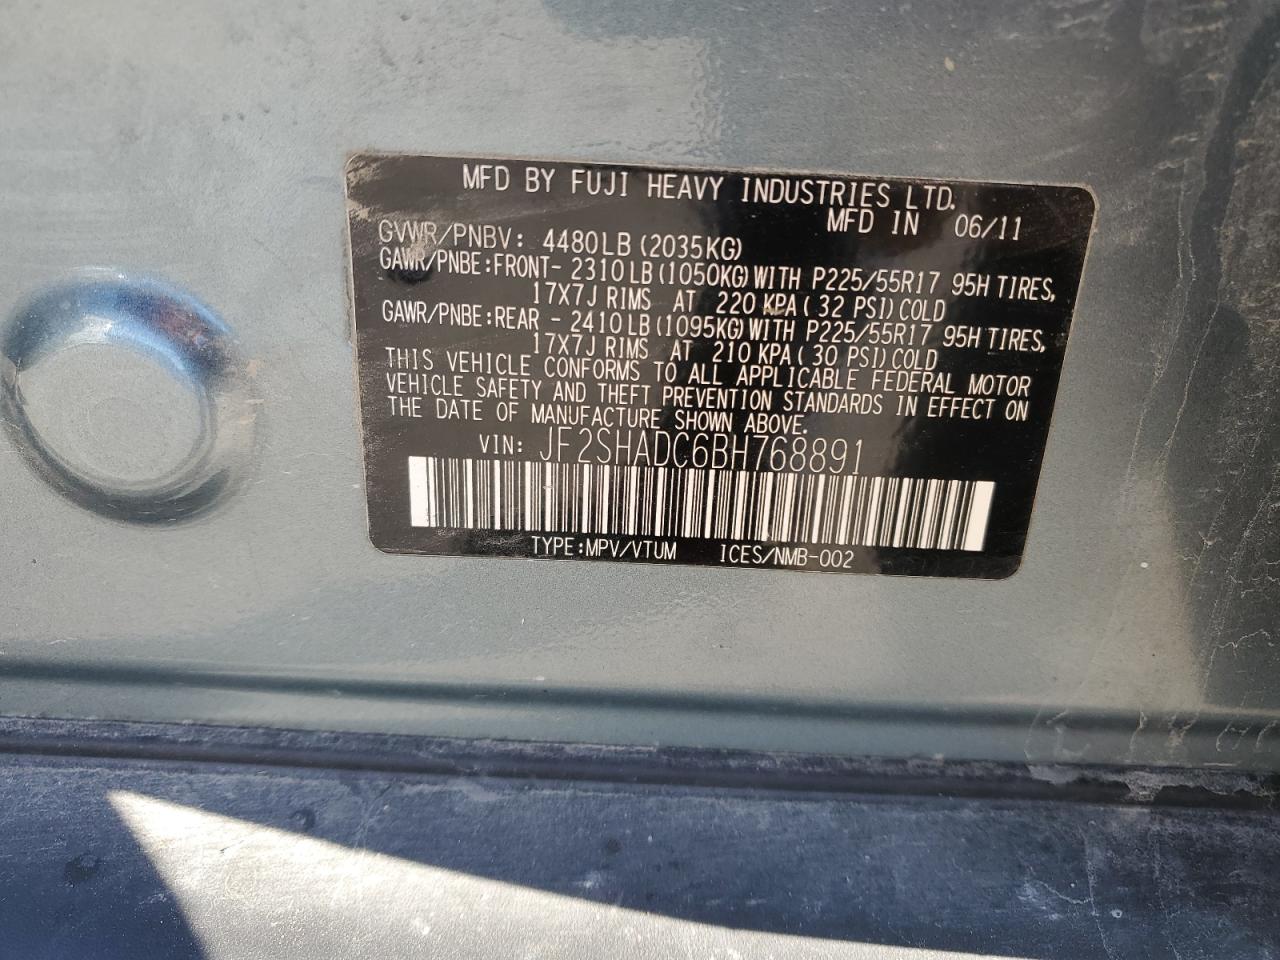 MFD BY FUJI HEAVY INDUSTRIES LTD.
MFD IN 06/11
GVWR/PNBV: 4480LB (2035KG)
GAWR/PNBE:FRONT- 2310LB(1050KG)WITH P225/55R17 95H TIRES,
17X7J RIMS AT 220 KPA( 32 PSI)COLD
GAWR/PNBE:REAR - 2410LB(1095KG)WITH P225/55R17 95H TIRES,
17X7J RIMS AT 210 KPA( 30 PSI)COLD
THIS VEHICLE CONFORMS TO ALL APPLICABLE FEDERAL MOTOR
VEHICLE SAFETY AND THEFT PREVENTION STANDARDS IN EFFECT ON
THE DATE OF MANUFACTURE SHOWN ABOVE.
VIN: JF2SHADC6BH768891
TYPE:MPV/VTUM ICES/NMB-002